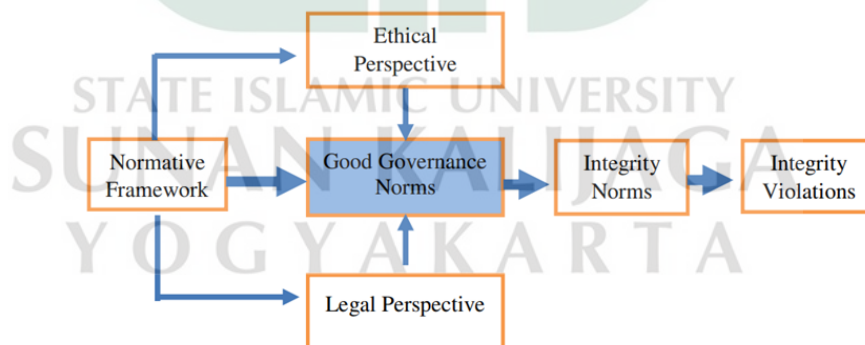 Ethical
Perspective
STATE ISLAMIC UNIVERSITY
SUNAN KALIJAGA
YOGYAKARTA
Normative
Framework
Good Governance
Norms
Integrity
Norms
Integrity
Violations
Legal Perspective